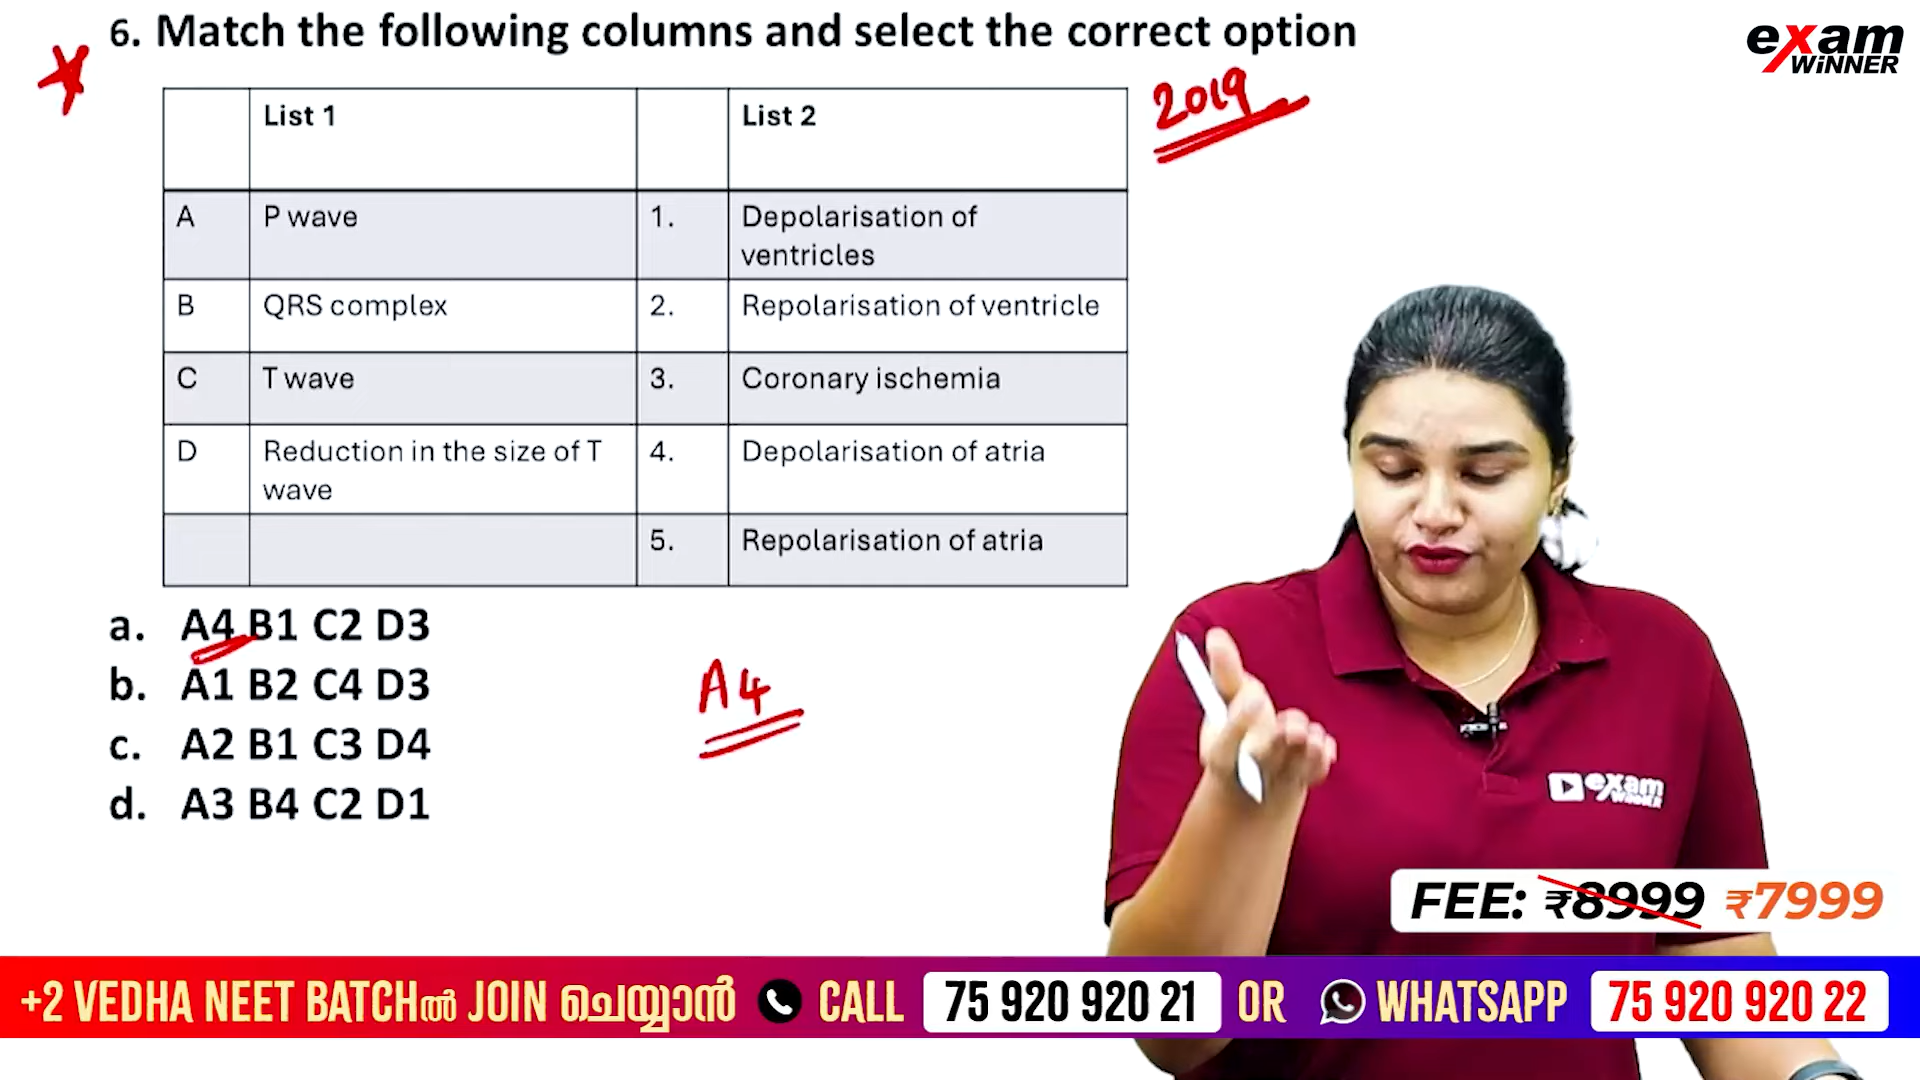 6. Match the following columns and select the correct option
exam
WiNNER
2019
List 1 List 2
A P wave 1. Depolarisation of
ventricles
B QRS complex 2. Repolarisation of ventricle
C T wave 3. Coronary ischemia
D Reduction in the size of T 4. Depolarisation of atria
wave
5. Repolarisation of atria
a. A4 B1 C2 D3
b. A1 B2 C4 D3
c. A2 B1 C3 D4
d. A3 B4 C2 D1
A4
exam
WiNNER
FEE: ₹8999 ₹7999
+2 VEDHA NEET BATCHൽ JOIN ചെയ്യാൻ CALL 75 920 920 21 OR WHATSAPP 75 920 920 22